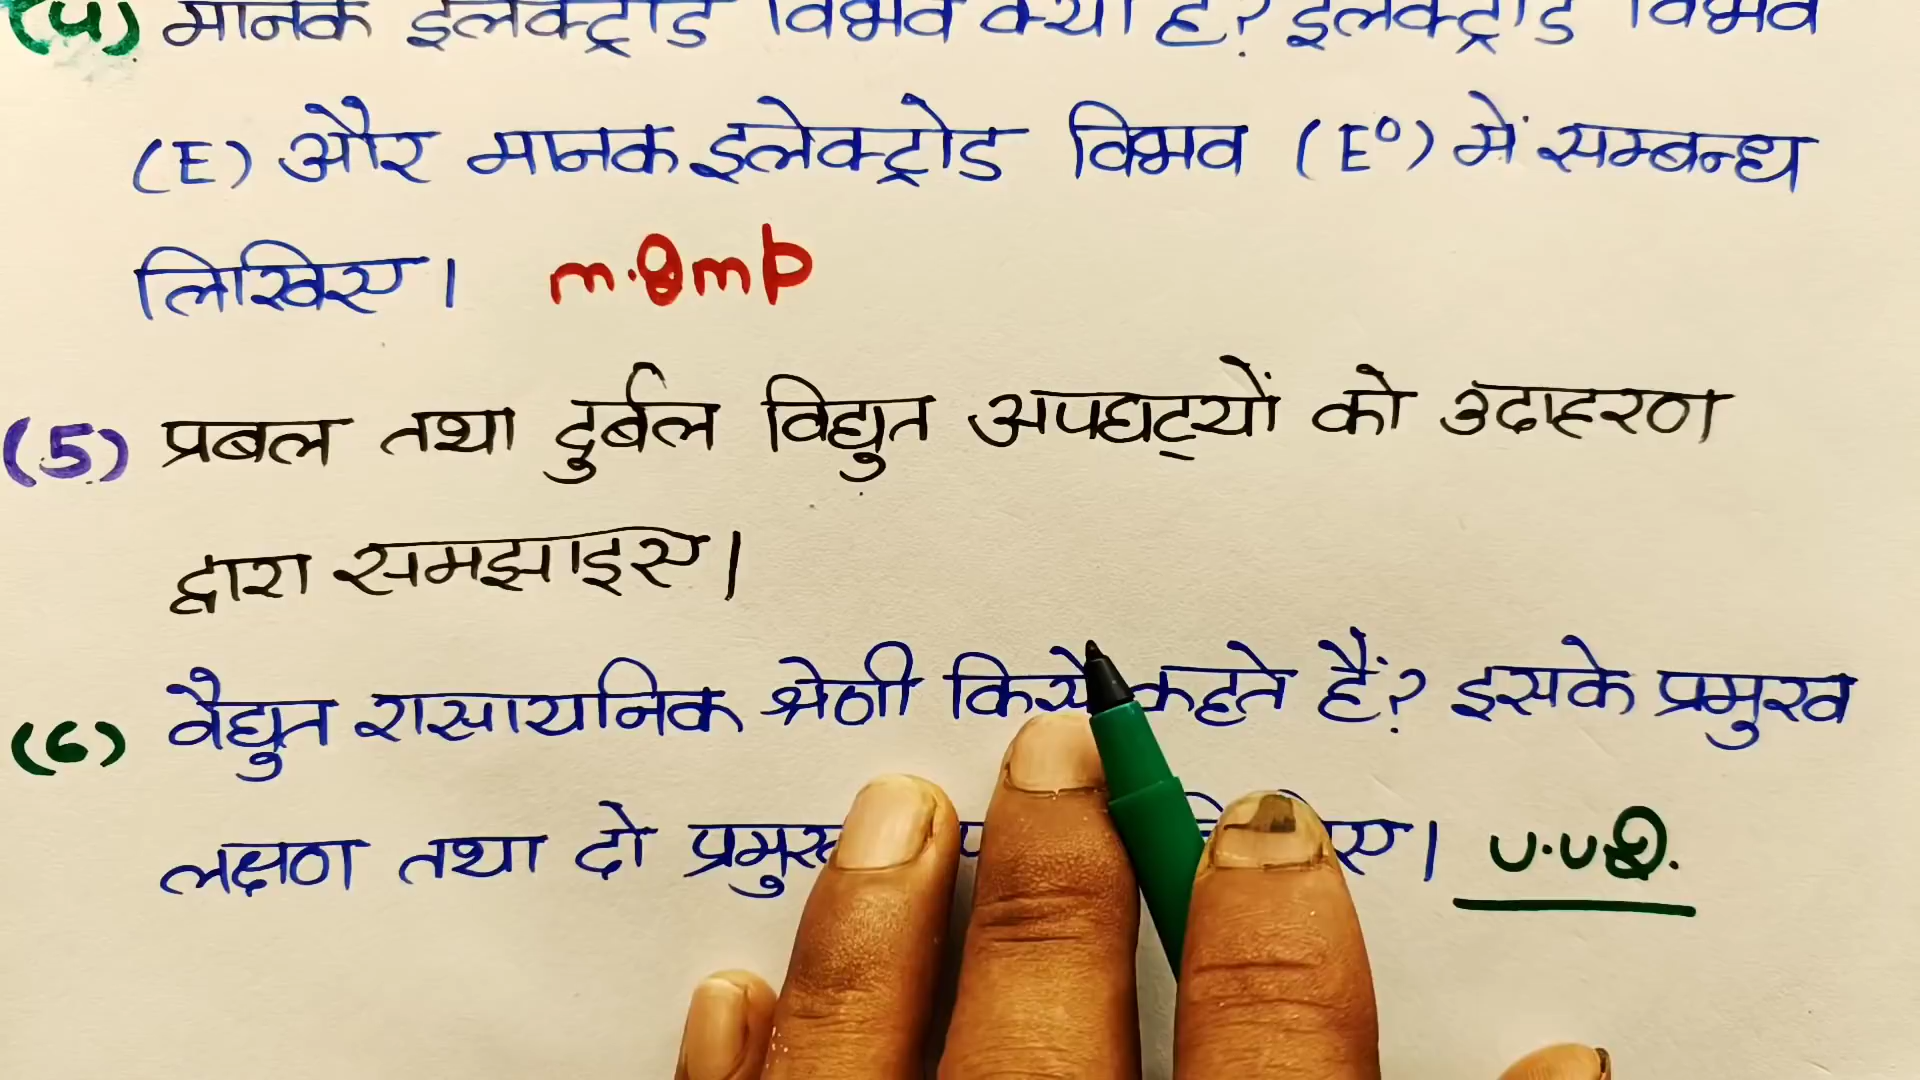 (4) मानक इलेक्ट्रोड विभव क्या है? इलेक्ट्रोड विभव
(E) और मानक इलेक्ट्रोड विभव (E⁰) में सम्बन्ध
लिखिए। m.Imp
(5) प्रबल तथा दुर्बल विद्युत अपघट्यों को उदाहरण
द्वारा समझाइए।
(6) वैद्युत रासायनिक श्रेणी किसे कहते हैं? इसके प्रमुख
लक्षण तथा दो प्रमुख